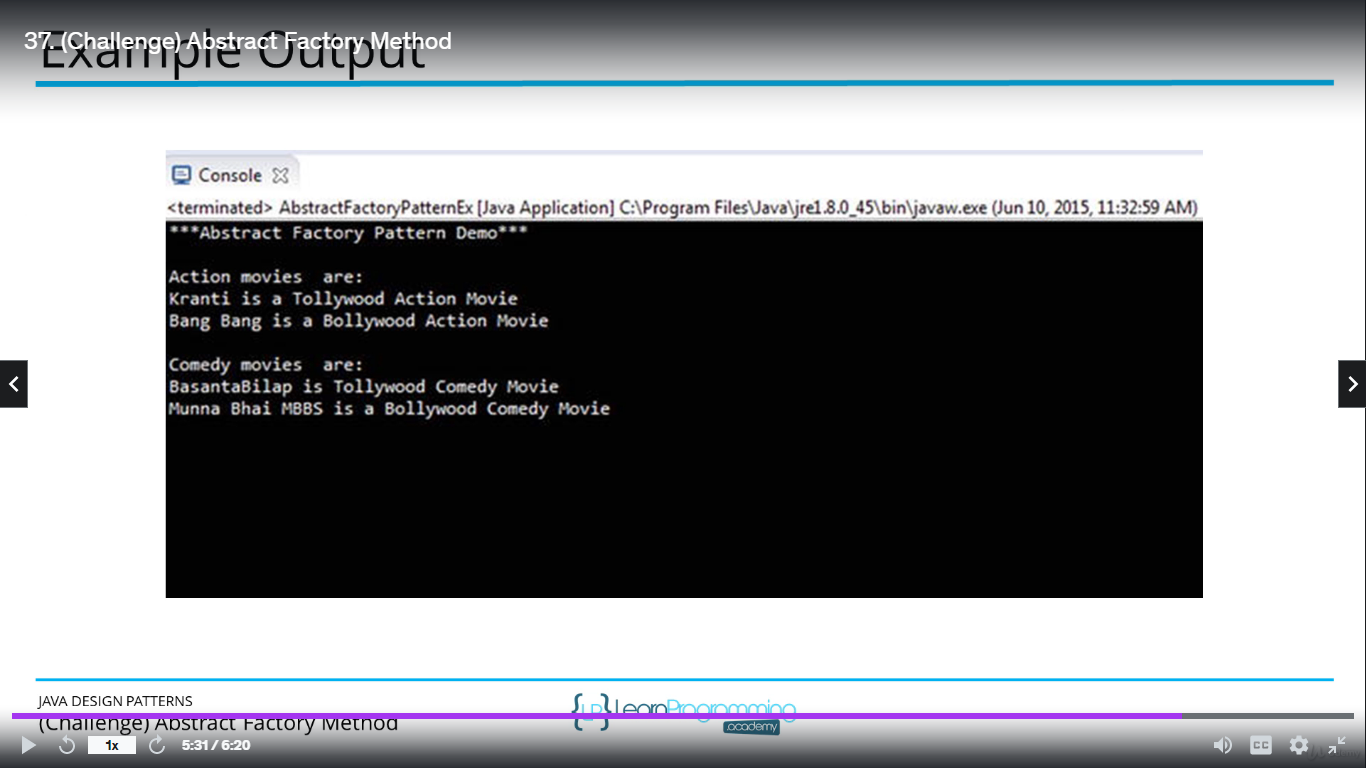 37. (Challenge) Abstract Factory Method
Example Output
Console
<terminated> AbstractFactoryPatternEx [Java Application] C:\Program Files\Java\jre1.8.0_45\bin\javaw.exe (Jun 10, 2015, 11:32:59 AM)
***Abstract Factory Pattern Demo***
Action movies  are:
Kranti is a Tollywood Action Movie
Bang Bang is a Bollywood Action Movie
Comedy movies  are:
BasantaBilap is Tollywood Comedy Movie
Munna Bhai MBBS is a Bollywood Comedy Movie
JAVA DESIGN PATTERNS
(Challenge) Abstract Factory Method
{LP} LearnProgramming
.academy
1x
5:31 / 6:20
CC